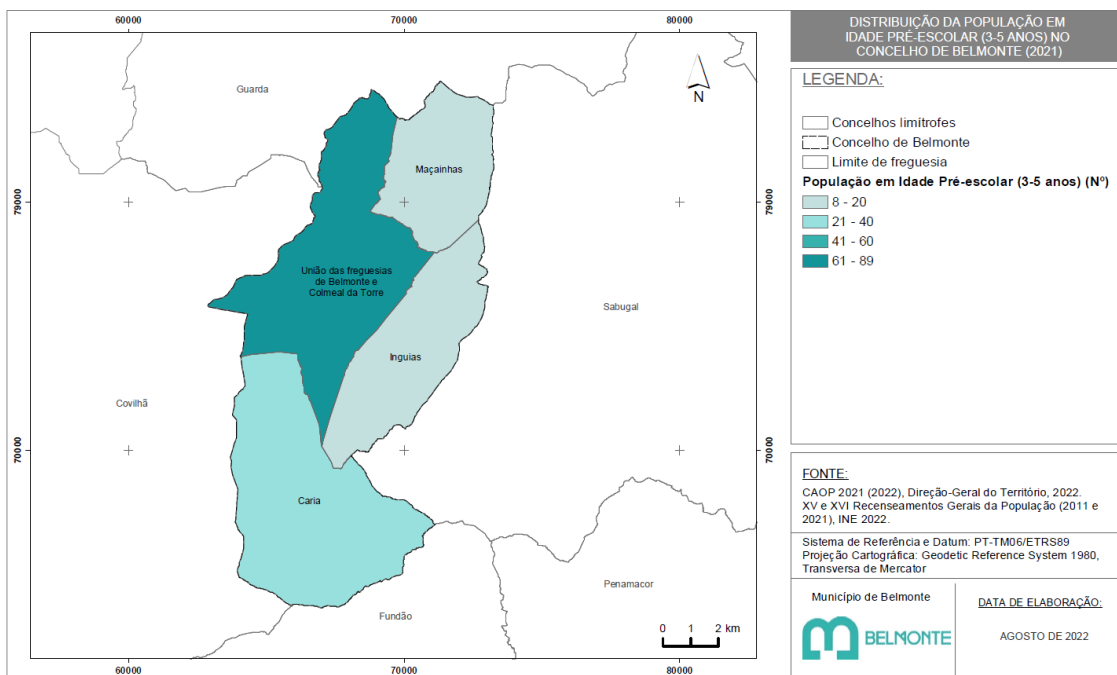 60000
70000
80000
79000
70000
79000
70000
60000
70000
80000
Guarda
N
Maçainhas
União das freguesias
de Belmonte e
Colmeal da Torre
Sabugal
Inguias
Covilhã
Caria
Penamacor
Fundão
0 1 2 km
DISTRIBUIÇÃO DA POPULAÇÃO EM
IDADE PRÉ-ESCOLAR (3-5 ANOS) NO
CONCELHO DE BELMONTE (2021)
LEGENDA:
Concelhos limítrofes
Concelho de Belmonte
Limite de freguesia
População em Idade Pré-escolar (3-5 anos) (Nº)
8 - 20
21 - 40
41 - 60
61 - 89
FONTE:
CAOP 2021 (2022), Direção-Geral do Território, 2022.
XV e XVI Recenseamentos Gerais da População (2011 e
2021), INE 2022.
Sistema de Referência e Datum: PT-TM06/ETRS89
Projeção Cartográfica: Geodetic Reference System 1980,
Transversa de Mercator
Município de Belmonte
BELMONTE
DATA DE ELABORAÇÃO:
AGOSTO DE 2022